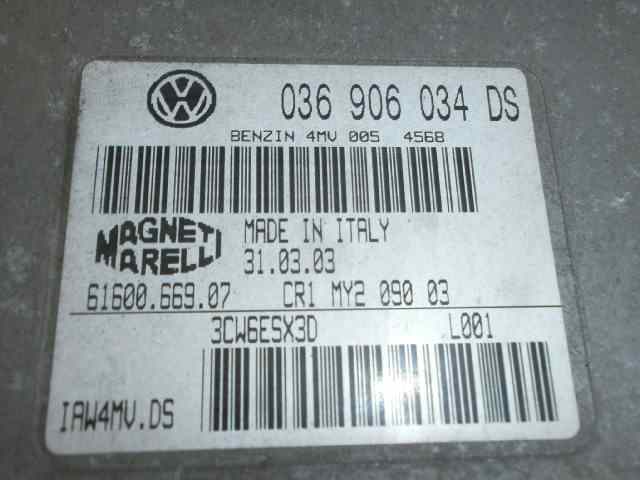 VW 036 906 034 DS
BENZIN 4MV 005 4568
MAGNETI MARELLI
MADE IN ITALY
31.03.03
61600.669.07 CR1 MY2 090 03
3CW6ESX3D L001
IAW4MV.DS